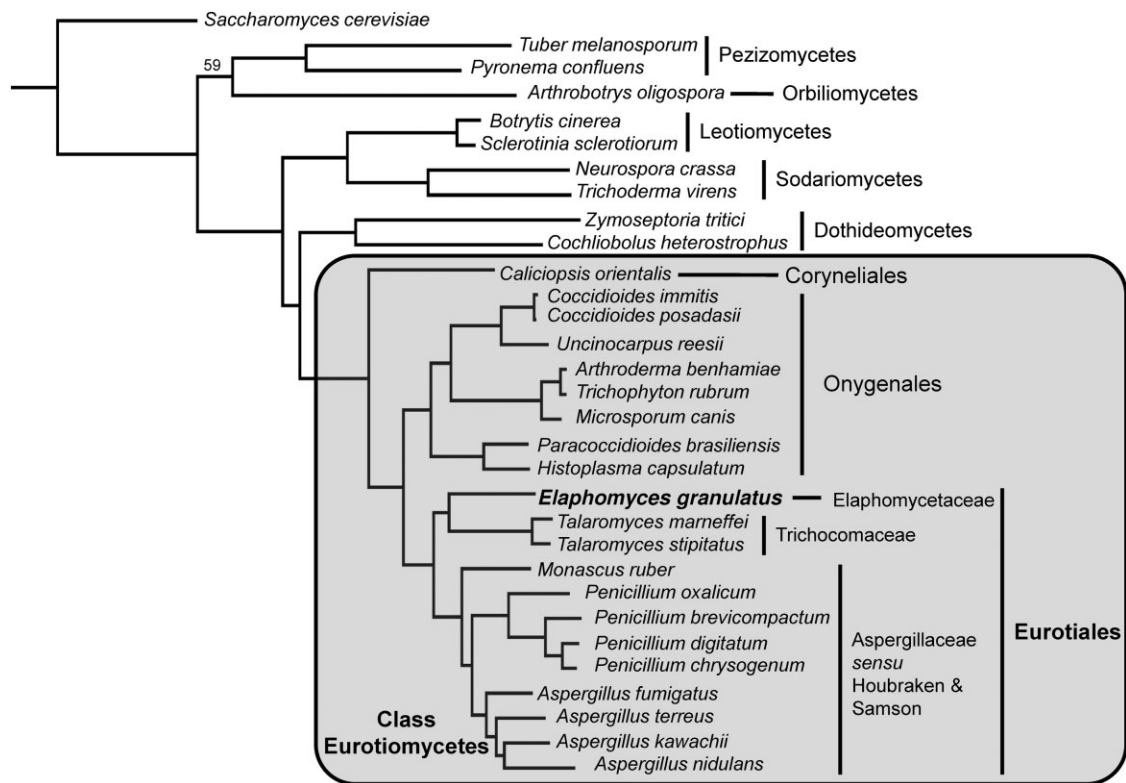 Saccharomyces cerevisiae
Tuber melanosporum
Pezizomycetes
59
Pyronema confluens
Arthrobotrys oligospora
Orbiliomycetes
Botrytis cinerea
Leotiomycetes
Sclerotinia sclerotiorum
Neurospora crassa
Sodariomycetes
Trichoderma virens
Zymoseptoria tritici
Dothideomycetes
Cochliobolus heterostrophus
Caliciopsis orientalis
Coryneliales
Coccidioides immitis
Coccidioides posadasii
Uncinocarpus reesii
Arthroderma benhamiae
Onygenales
Trichophyton rubrum
Microsporum canis
Paracoccidioides brasiliensis
Histoplasma capsulatum
Elaphomyces granulatus
Elaphomycetaceae
Talaromyces marneffei
Trichocomaceae
Talaromyces stipitatus
Monascus ruber
Penicillium oxalicum
Penicillium brevicompactum
Penicillium digitatum
Penicillium chrysogenum
Aspergillaceae
sensu
Houbraken &
Samson
Eurotiales
Aspergillus fumigatus
Aspergillus terreus
Aspergillus kawachii
Aspergillus nidulans
Class
Eurotiomycetes